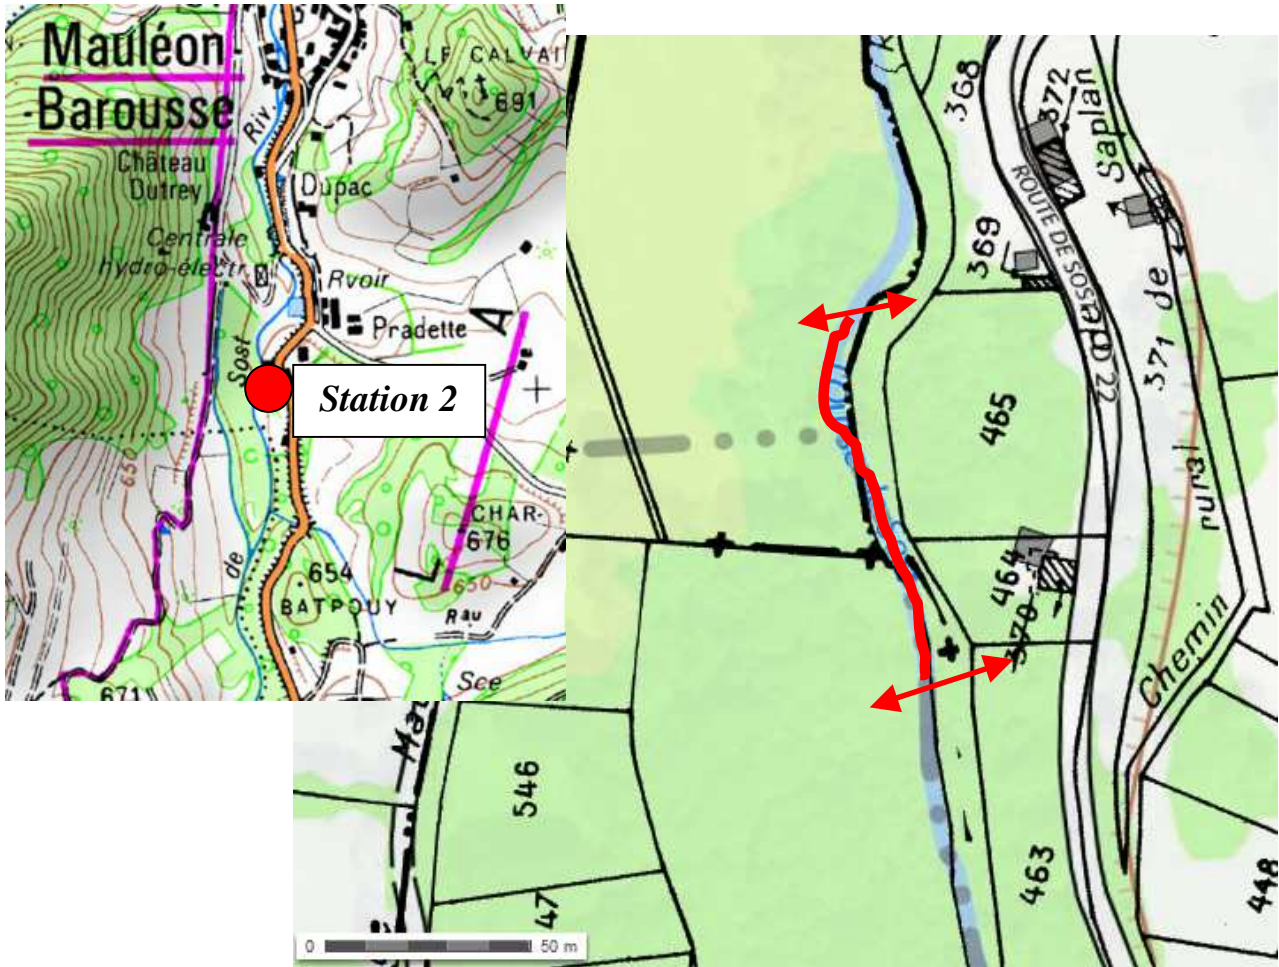 Mauléon
Barousse
LE CALVAI
691
Riv.
Château
Dutrey
Dupac
Centrale
hydro-électr
Rvoir
Pradette
A
Sost
Station 2
650
de
CHAR-
676
654
650
BATPOUY
Rau
Sce
671
368
372
Saplan
ROUTE DE SOST
369
D 22
371
de
465
rural
464
370
Chemin
546
463
448
47
0
50 m